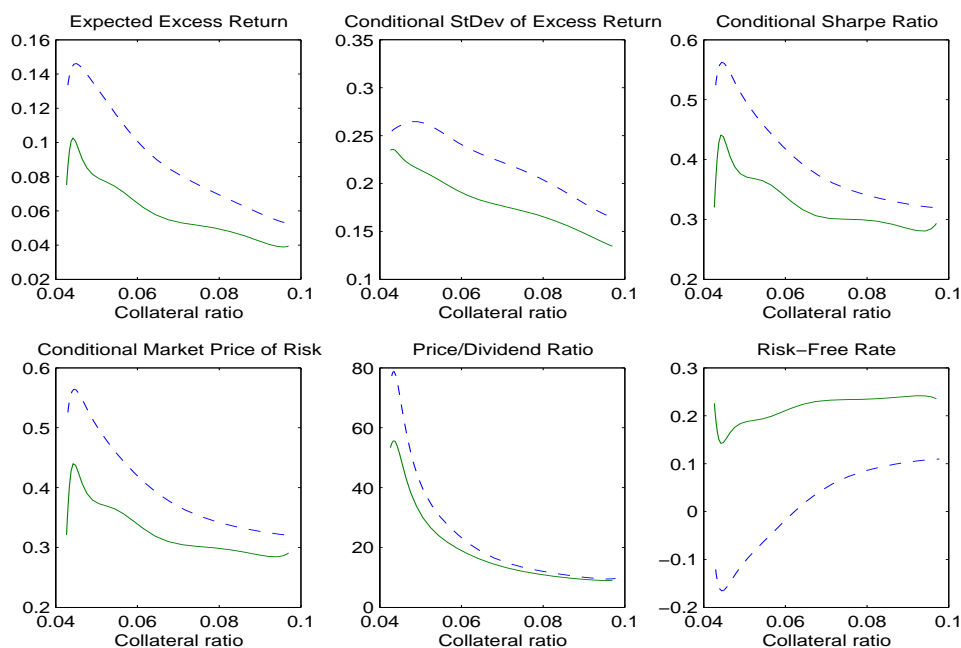 Expected Excess Return
0.16
0.14
0.12
0.1
0.08
0.06
0.04
0.02
0.04 0.06 0.08 0.1
Collateral ratio
Conditional StDev of Excess Return
0.35
0.3
0.25
0.2
0.15
0.1
0.04 0.06 0.08 0.1
Collateral ratio
Conditional Sharpe Ratio
0.6
0.5
0.4
0.3
0.2
0.04 0.06 0.08 0.1
Collateral ratio
Conditional Market Price of Risk
0.6
0.5
0.4
0.3
0.2
0.04 0.06 0.08 0.1
Collateral ratio
Price/Dividend Ratio
80
60
40
20
0
0.04 0.06 0.08 0.1
Collateral ratio
Risk−Free Rate
0.3
0.2
0.1
0
−0.1
−0.2
0.04 0.06 0.08 0.1
Collateral ratio